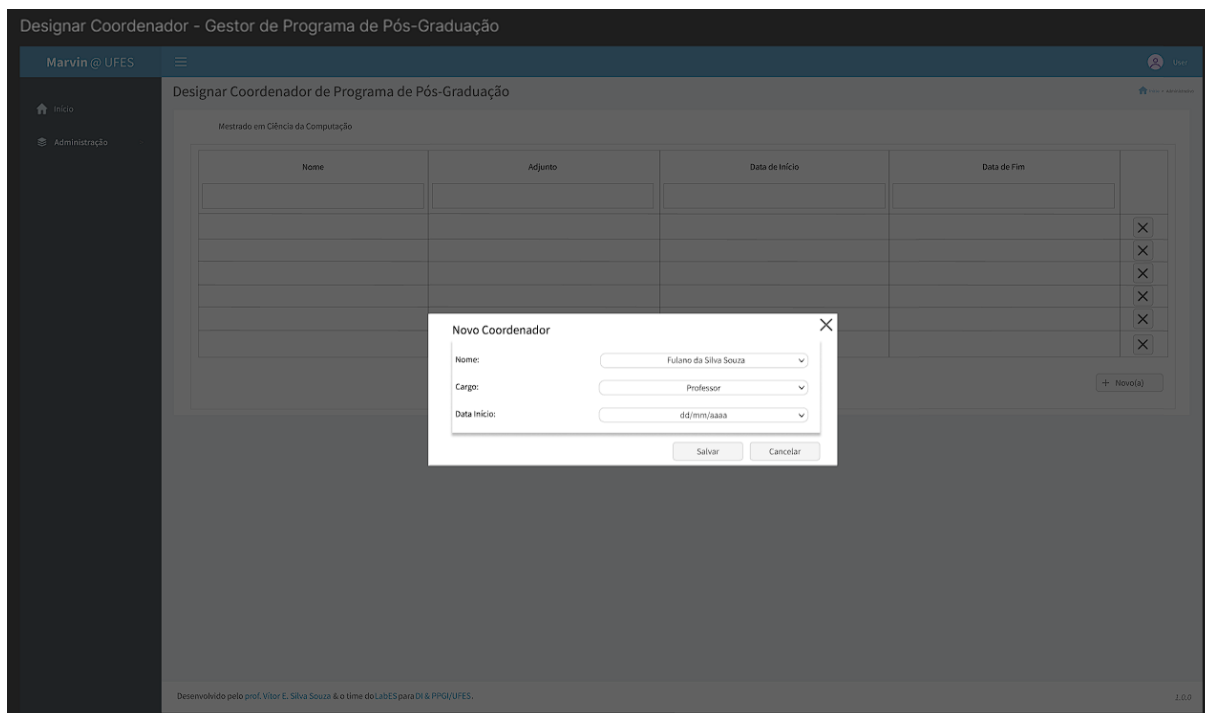 Designar Coordenador - Gestor de Programa de Pós-Graduação
Marvin @ UFES
User
Designar Coordenador de Programa de Pós-Graduação
Início
Administração
Mestrado em Ciência da Computação
Nome Adjunto Data de Início Data de Fim
Novo Coordenador
Nome: Fulano da Silva Souza
Cargo: Professor
Data Início: dd/mm/aaaa
+ Novo(a)
Salvar Cancelar
Desenvolvido pelo prof. Vítor E. Silva Souza & o time do LabES para DI & PPGI/UFES. 1.0.0